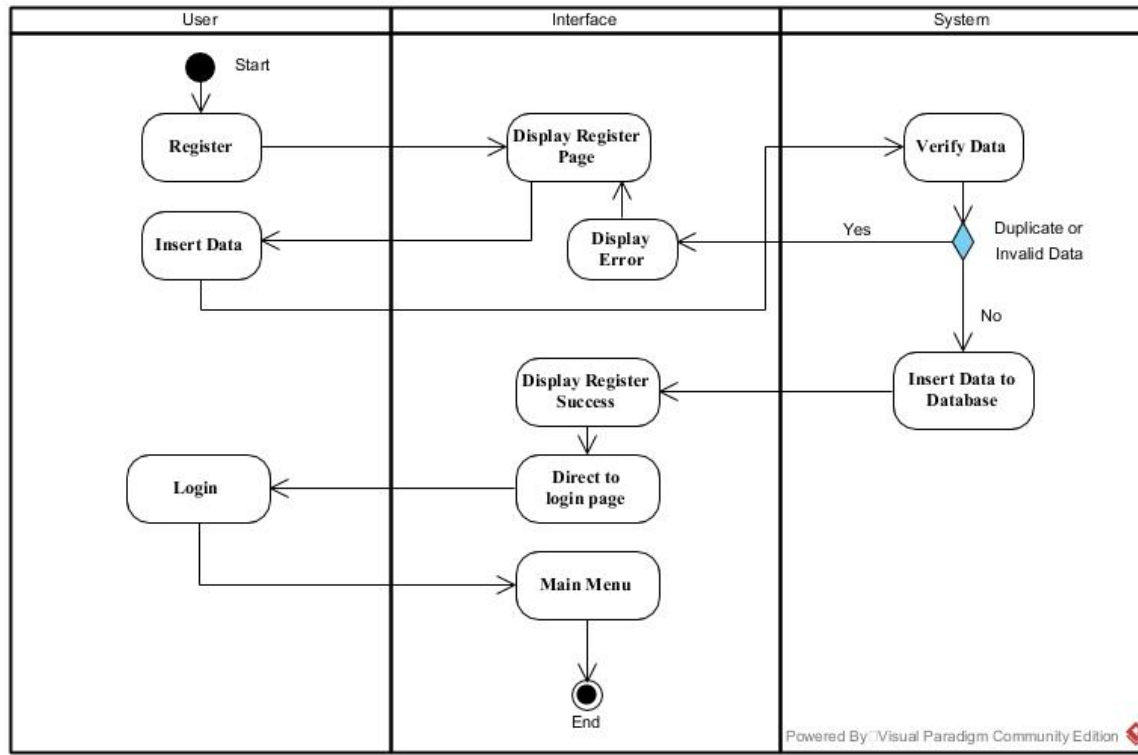 User
Interface
System
Start
Register
Display Register
Page
Verify Data
Insert Data
Display
Error
Yes
Duplicate or
Invalid Data
No
Display Register
Success
Insert Data to
Database
Login
Direct to
login page
Main Menu
End
Powered By Visual Paradigm Community Edition